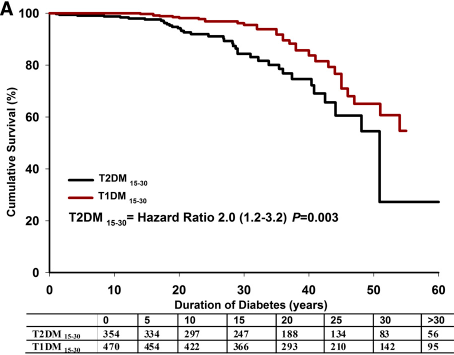 A
100
80
60
40
20
0
Cumulative Survival (%)
T2DM 15-30
T1DM 15-30
T2DM 15-30= Hazard Ratio 2.0 (1.2-3.2) P=0.003
0 10 20 30 40 50 60
Duration of Diabetes (years)
0 5 10 15 20 25 30 >30
T2DM 15-30 354 334 297 247 188 134 83 56
T1DM 15-30 470 454 422 366 293 210 142 95